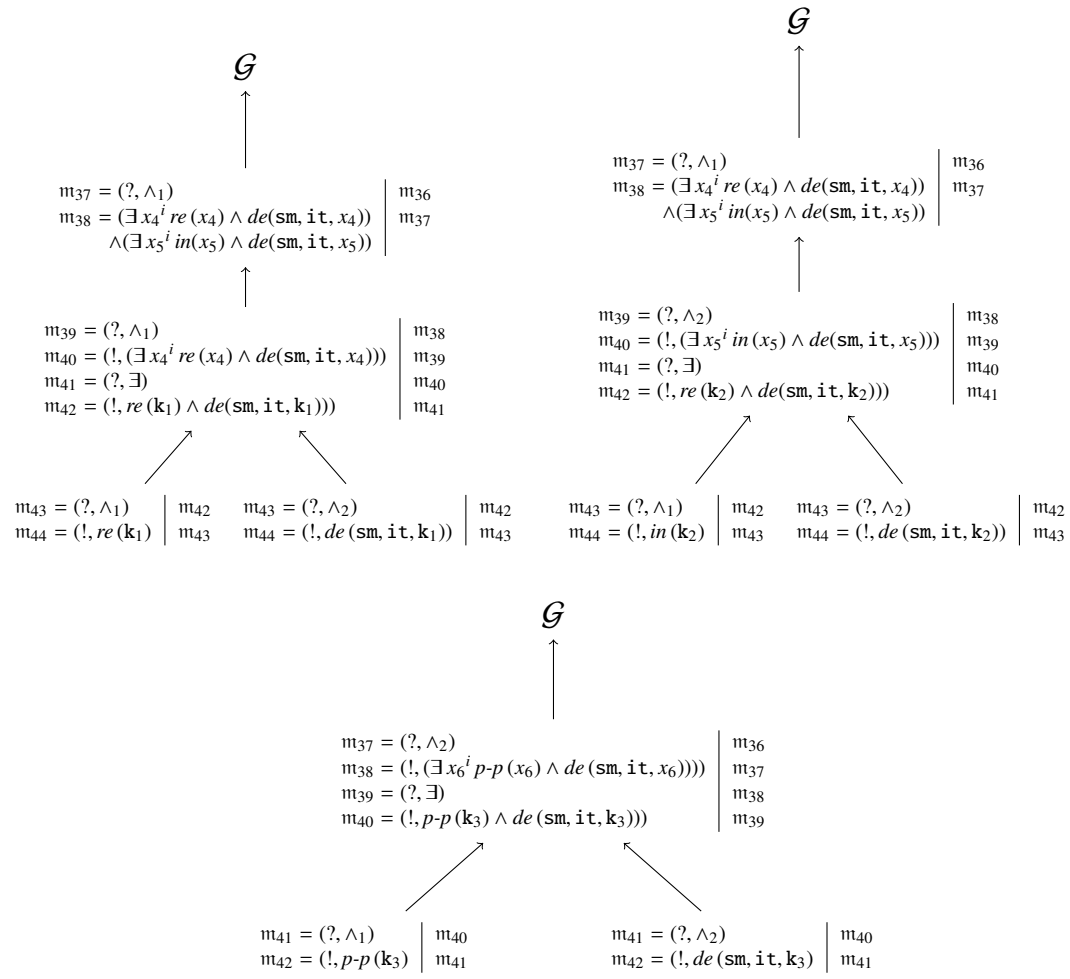 𝒢
𝒢
𝔪₃₇ = (?, ∧₁) | 𝔪₃₆
𝔪₃₈ = (∃ x₄ⁱ re (x₄) ∧ de(sm, it, x₄)) | 𝔪₃₇
∧(∃ x₅ⁱ in(x₅) ∧ de(sm, it, x₅))
𝔪₃₉ = (?, ∧₁) | 𝔪₃₈
𝔪₄₀ = (!, (∃ x₄ⁱ re (x₄) ∧ de(sm, it, x₄))) | 𝔪₃₉
𝔪₄₁ = (?, ∃) | 𝔪₄₀
𝔪₄₂ = (!, re (k₁) ∧ de(sm, it, k₁))) | 𝔪₄₁
𝔪₄₃ = (?, ∧₁) | 𝔪₄₂
𝔪₄₄ = (!, re (k₁) | 𝔪₄₃
𝔪₄₃ = (?, ∧₂) | 𝔪₄₂
𝔪₄₄ = (!, de (sm, it, k₁)) | 𝔪₄₃
𝔪₃₇ = (?, ∧₁) | 𝔪₃₆
𝔪₃₈ = (∃ x₄ⁱ re (x₄) ∧ de(sm, it, x₄)) | 𝔪₃₇
∧(∃ x₅ⁱ in(x₅) ∧ de(sm, it, x₅))
𝔪₃₉ = (?, ∧₂) | 𝔪₃₈
𝔪₄₀ = (!, (∃ x₅ⁱ in (x₅) ∧ de(sm, it, x₅))) | 𝔪₃₉
𝔪₄₁ = (?, ∃) | 𝔪₄₀
𝔪₄₂ = (!, re (k₂) ∧ de(sm, it, k₂))) | 𝔪₄₁
𝔪₄₃ = (?, ∧₁) | 𝔪₄₂
𝔪₄₄ = (!, in (k₂) | 𝔪₄₃
𝔪₄₃ = (?, ∧₂) | 𝔪₄₂
𝔪₄₄ = (!, de (sm, it, k₂)) | 𝔪₄₃
𝒢
𝔪₃₇ = (?, ∧₂) | 𝔪₃₆
𝔪₃₈ = (!, (∃ x₆ⁱ p-p (x₆) ∧ de (sm, it, x₆)))) | 𝔪₃₇
𝔪₃₉ = (?, ∃) | 𝔪₃₈
𝔪₄₀ = (!, p-p (k₃) ∧ de (sm, it, k₃))) | 𝔪₃₉
𝔪₄₁ = (?, ∧₁) | 𝔪₄₀
𝔪₄₂ = (!, p-p (k₃) | 𝔪₄₁
𝔪₄₁ = (?, ∧₂) | 𝔪₄₀
𝔪₄₂ = (!, de (sm, it, k₃) | 𝔪₄₁